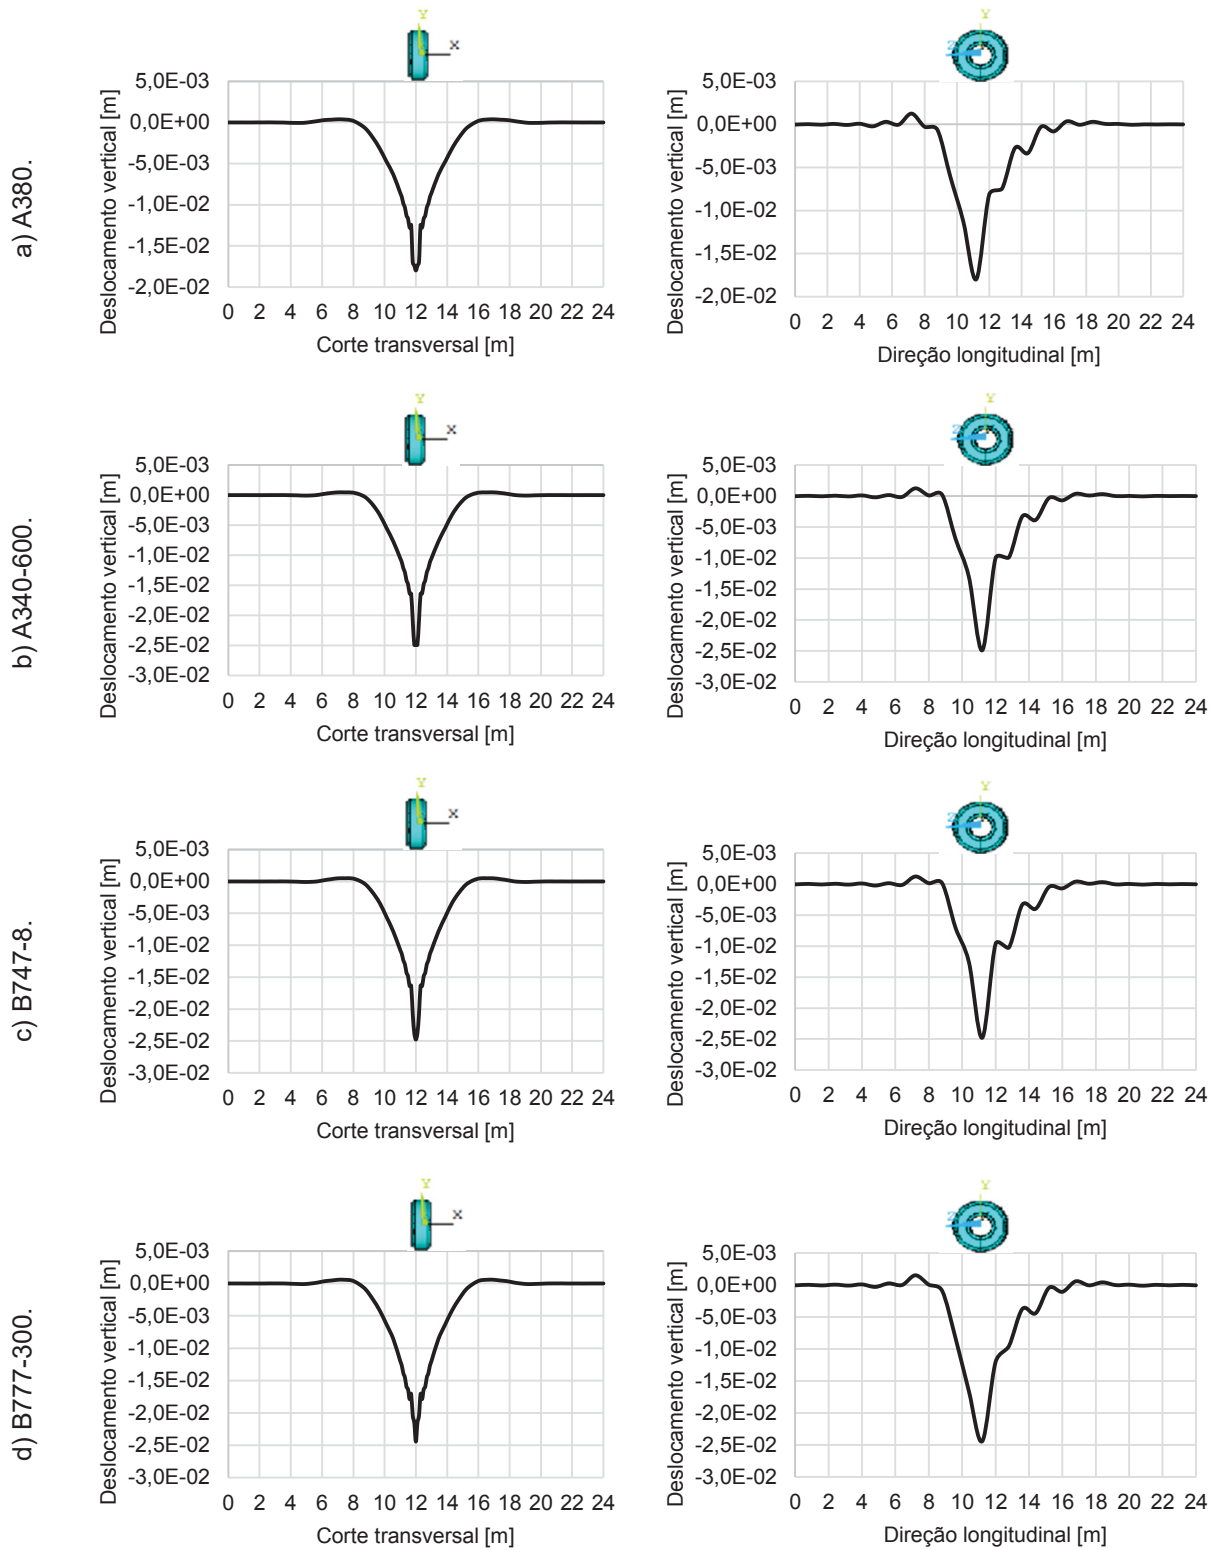 a) A380.
Y
X
Deslocamento vertical [m]
5,0E-03
0,0E+00
-5,0E-03
-1,0E-02
-1,5E-02
-2,0E-02
0 2 4 6 8 10 12 14 16 18 20 22 24
Corte transversal [m]
Y
Z
Deslocamento vertical [m]
5,0E-03
0,0E+00
-5,0E-03
-1,0E-02
-1,5E-02
-2,0E-02
0 2 4 6 8 10 12 14 16 18 20 22 24
Direção longitudinal [m]
b) A340-600.
Y
X
Deslocamento vertical [m]
5,0E-03
0,0E+00
-5,0E-03
-1,0E-02
-1,5E-02
-2,0E-02
-2,5E-02
-3,0E-02
0 2 4 6 8 10 12 14 16 18 20 22 24
Corte transversal [m]
Y
Z
Deslocamento vertical [m]
5,0E-03
0,0E+00
-5,0E-03
-1,0E-02
-1,5E-02
-2,0E-02
-2,5E-02
-3,0E-02
0 2 4 6 8 10 12 14 16 18 20 22 24
Direção longitudinal [m]
c) B747-8.
Y
X
Deslocamento vertical [m]
5,0E-03
0,0E+00
-5,0E-03
-1,0E-02
-1,5E-02
-2,0E-02
-2,5E-02
-3,0E-02
0 2 4 6 8 10 12 14 16 18 20 22 24
Corte transversal [m]
Y
Z
Deslocamento vertical [m]
5,0E-03
0,0E+00
-5,0E-03
-1,0E-02
-1,5E-02
-2,0E-02
-2,5E-02
-3,0E-02
0 2 4 6 8 10 12 14 16 18 20 22 24
Direção longitudinal [m]
d) B777-300.
Y
X
Deslocamento vertical [m]
5,0E-03
0,0E+00
-5,0E-03
-1,0E-02
-1,5E-02
-2,0E-02
-2,5E-02
-3,0E-02
0 2 4 6 8 10 12 14 16 18 20 22 24
Corte transversal [m]
Y
Z
Deslocamento vertical [m]
5,0E-03
0,0E+00
-5,0E-03
-1,0E-02
-1,5E-02
-2,0E-02
-2,5E-02
-3,0E-02
0 2 4 6 8 10 12 14 16 18 20 22 24
Direção longitudinal [m]